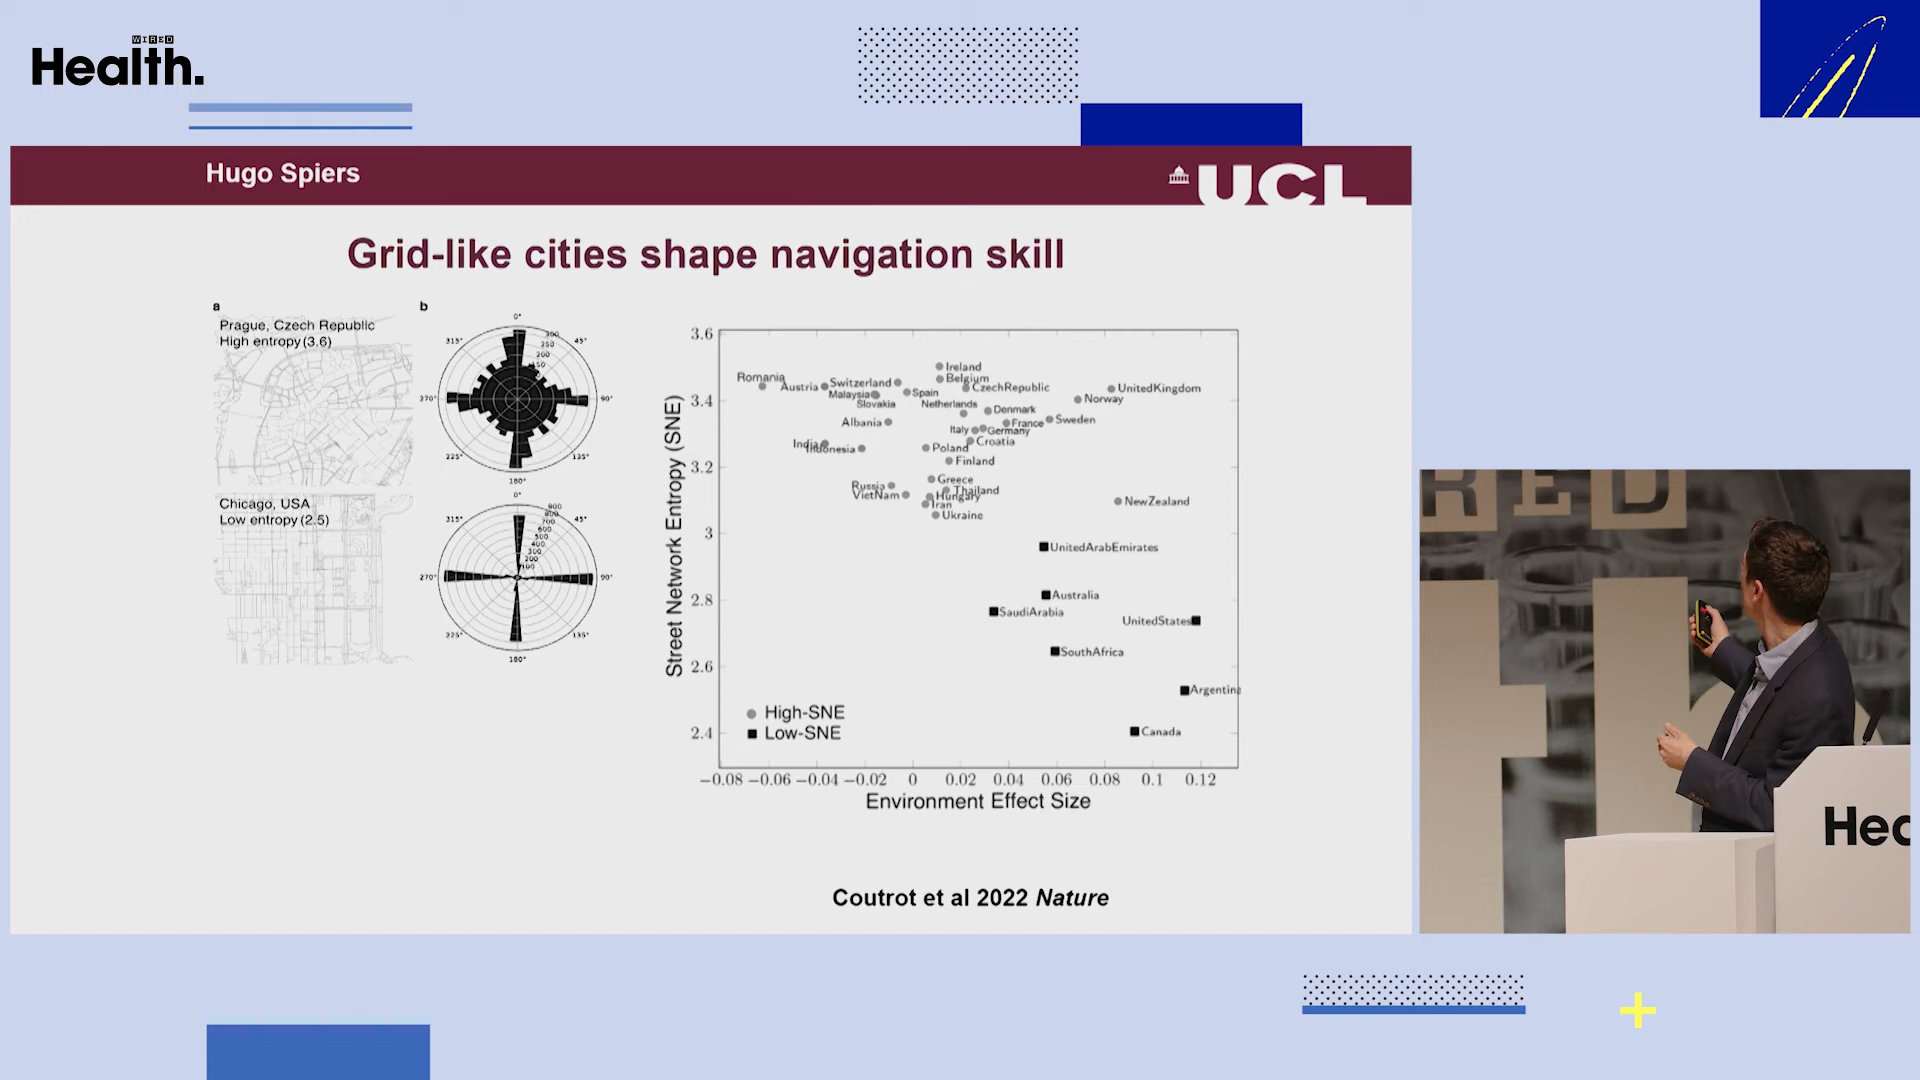 WIRED
Health.
Hugo Spiers
UCL
Grid-like cities shape navigation skill
a
Prague, Czech Republic
High entropy (3.6)
b
0°
45°
90°
135°
180°
225°
270°
315°
300
250
200
150
Chicago, USA
Low entropy (2.5)
0°
45°
90°
135°
180°
225°
270°
315°
900
800
700
600
500
400
300
200
100
Street Network Entropy (SNE)
3.6
3.4
3.2
3
2.8
2.6
2.4
Ireland
Romania
Belgium
Austria
Switzerland
CzechRepublic
UnitedKingdom
Malaysia
Spain
Norway
Slovakia
Netherlands
Denmark
Albania
France
Sweden
Italy
Germany
India
Croatia
Indonesia
Poland
Finland
Greece
Russia
Thailand
VietNam
Hungary
NewZealand
Iran
Ukraine
UnitedArabEmirates
Australia
SaudiArabia
UnitedStates
SouthAfrica
Argentina
Canada
High-SNE
Low-SNE
−0.08 −0.06 −0.04 −0.02 0 0.02 0.04 0.06 0.08 0.1 0.12
Environment Effect Size
Coutrot et al 2022 Nature
RED
Hea